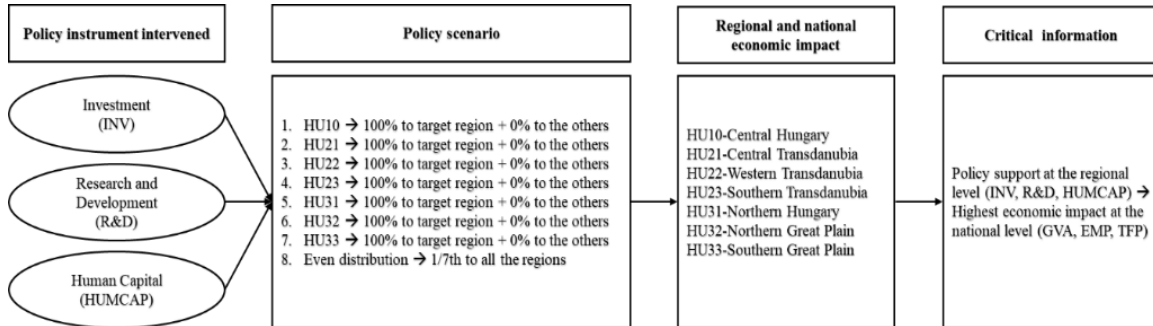 Policy instrument intervened
Investment
(INV)
Research and
Development
(R&D)
Human Capital
(HUMCAP)
Policy scenario
1. HU10 → 100% to target region + 0% to the others
2. HU21 → 100% to target region + 0% to the others
3. HU22 → 100% to target region + 0% to the others
4. HU23 → 100% to target region + 0% to the others
5. HU31 → 100% to target region + 0% to the others
6. HU32 → 100% to target region + 0% to the others
7. HU33 → 100% to target region + 0% to the others
8. Even distribution → 1/7th to all the regions
Regional and national
economic impact
HU10-Central Hungary
HU21-Central Transdanubia
HU22-Western Transdanubia
HU23-Southern Transdanubia
HU31-Northern Hungary
HU32-Northern Great Plain
HU33-Southern Great Plain
Critical information
Policy support at the regional
level (INV, R&D, HUMCAP) →
Highest economic impact at the
national level (GVA, EMP, TFP)